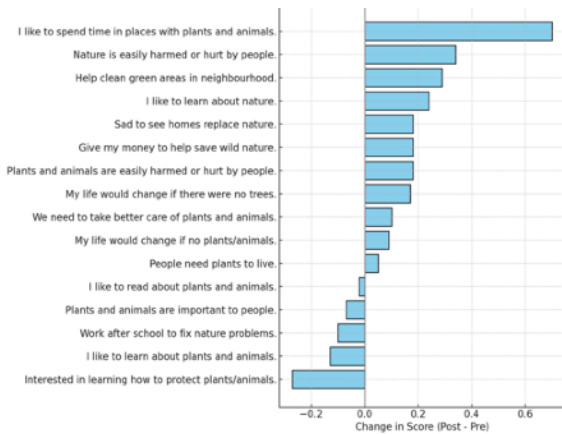 I like to spend time in places with plants and animals.
Nature is easily harmed or hurt by people.
Help clean green areas in neighbourhood.
I like to learn about nature.
Sad to see homes replace nature.
Give my money to help save wild nature.
Plants and animals are easily harmed or hurt by people.
My life would change if there were no trees.
We need to take better care of plants and animals.
My life would change if no plants/animals.
People need plants to live.
I like to read about plants and animals.
Plants and animals are important to people.
Work after school to fix nature problems.
I like to learn about plants and animals.
Interested in learning how to protect plants/animals.
−0.2 0.0 0.2 0.4 0.6
Change in Score (Post - Pre)